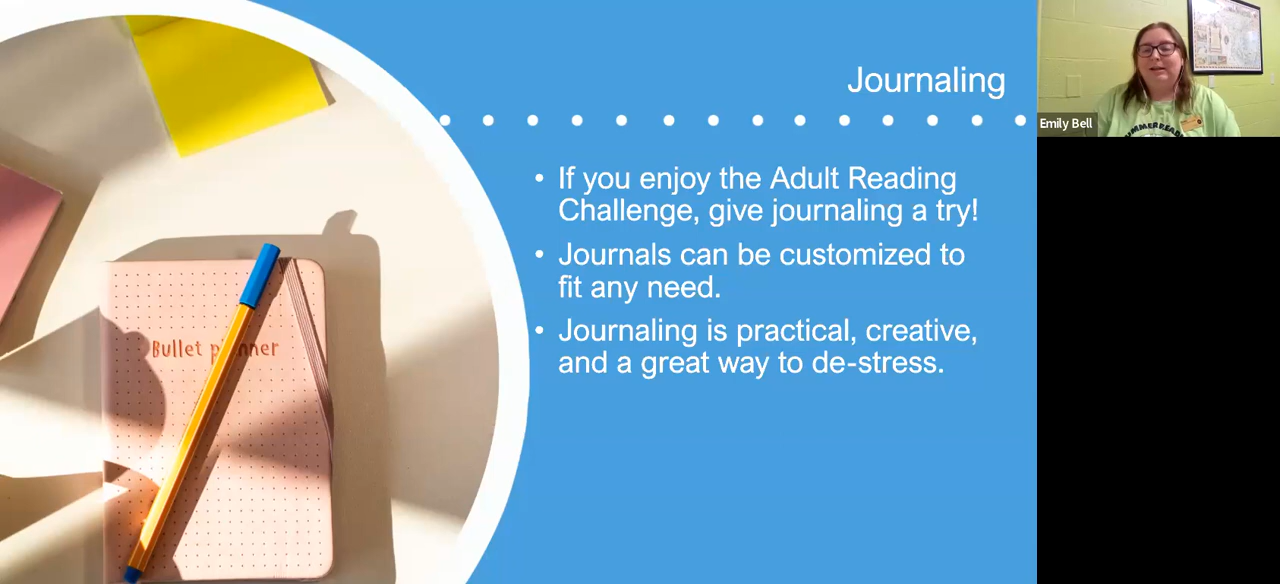 Journaling
• If you enjoy the Adult Reading
Challenge, give journaling a try!
• Journals can be customized to
fit any need.
• Journaling is practical, creative,
and a great way to de-stress.
Bullet
Emily Bell